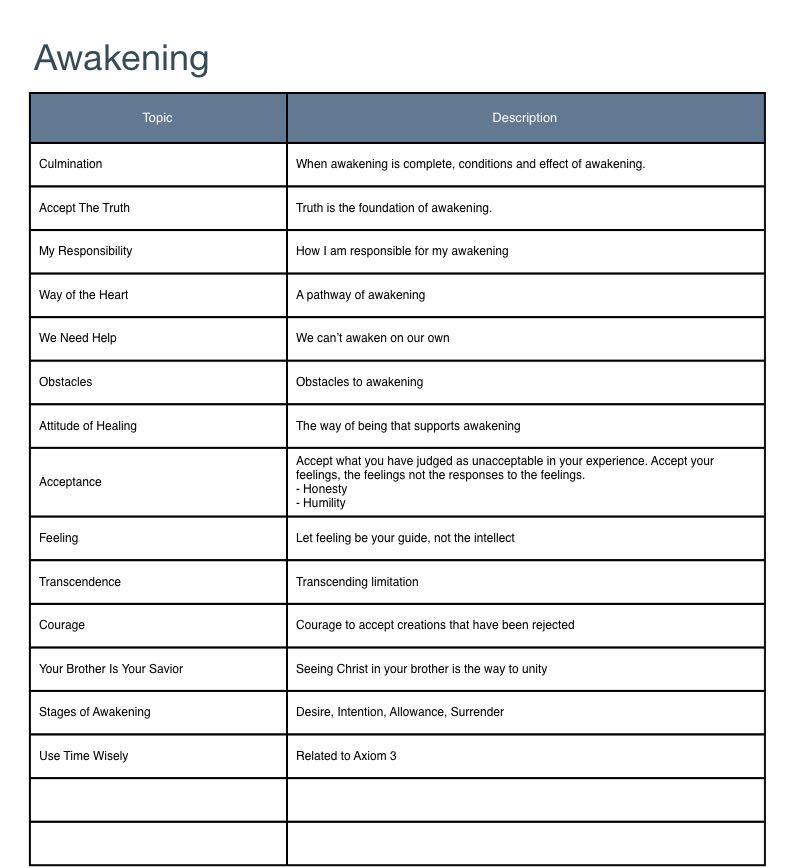 Awakening
Topic
Description
Culmination
When awakening is complete, conditions and effect of awakening.
Accept The Truth
Truth is the foundation of awakening.
My Responsibility
How I am responsible for my awakening
Way of the Heart
A pathway of awakening
We Need Help
We can’t awaken on our own
Obstacles
Obstacles to awakening
Attitude of Healing
The way of being that supports awakening
Acceptance
Accept what you have judged as unacceptable in your experience. Accept your
feelings, the feelings not the responses to the feelings.
- Honesty
- Humility
Feeling
Let feeling be your guide, not the intellect
Transcendence
Transcending limitation
Courage
Courage to accept creations that have been rejected
Your Brother Is Your Savior
Seeing Christ in your brother is the way to unity
Stages of Awakening
Desire, Intention, Allowance, Surrender
Use Time Wisely
Related to Axiom 3